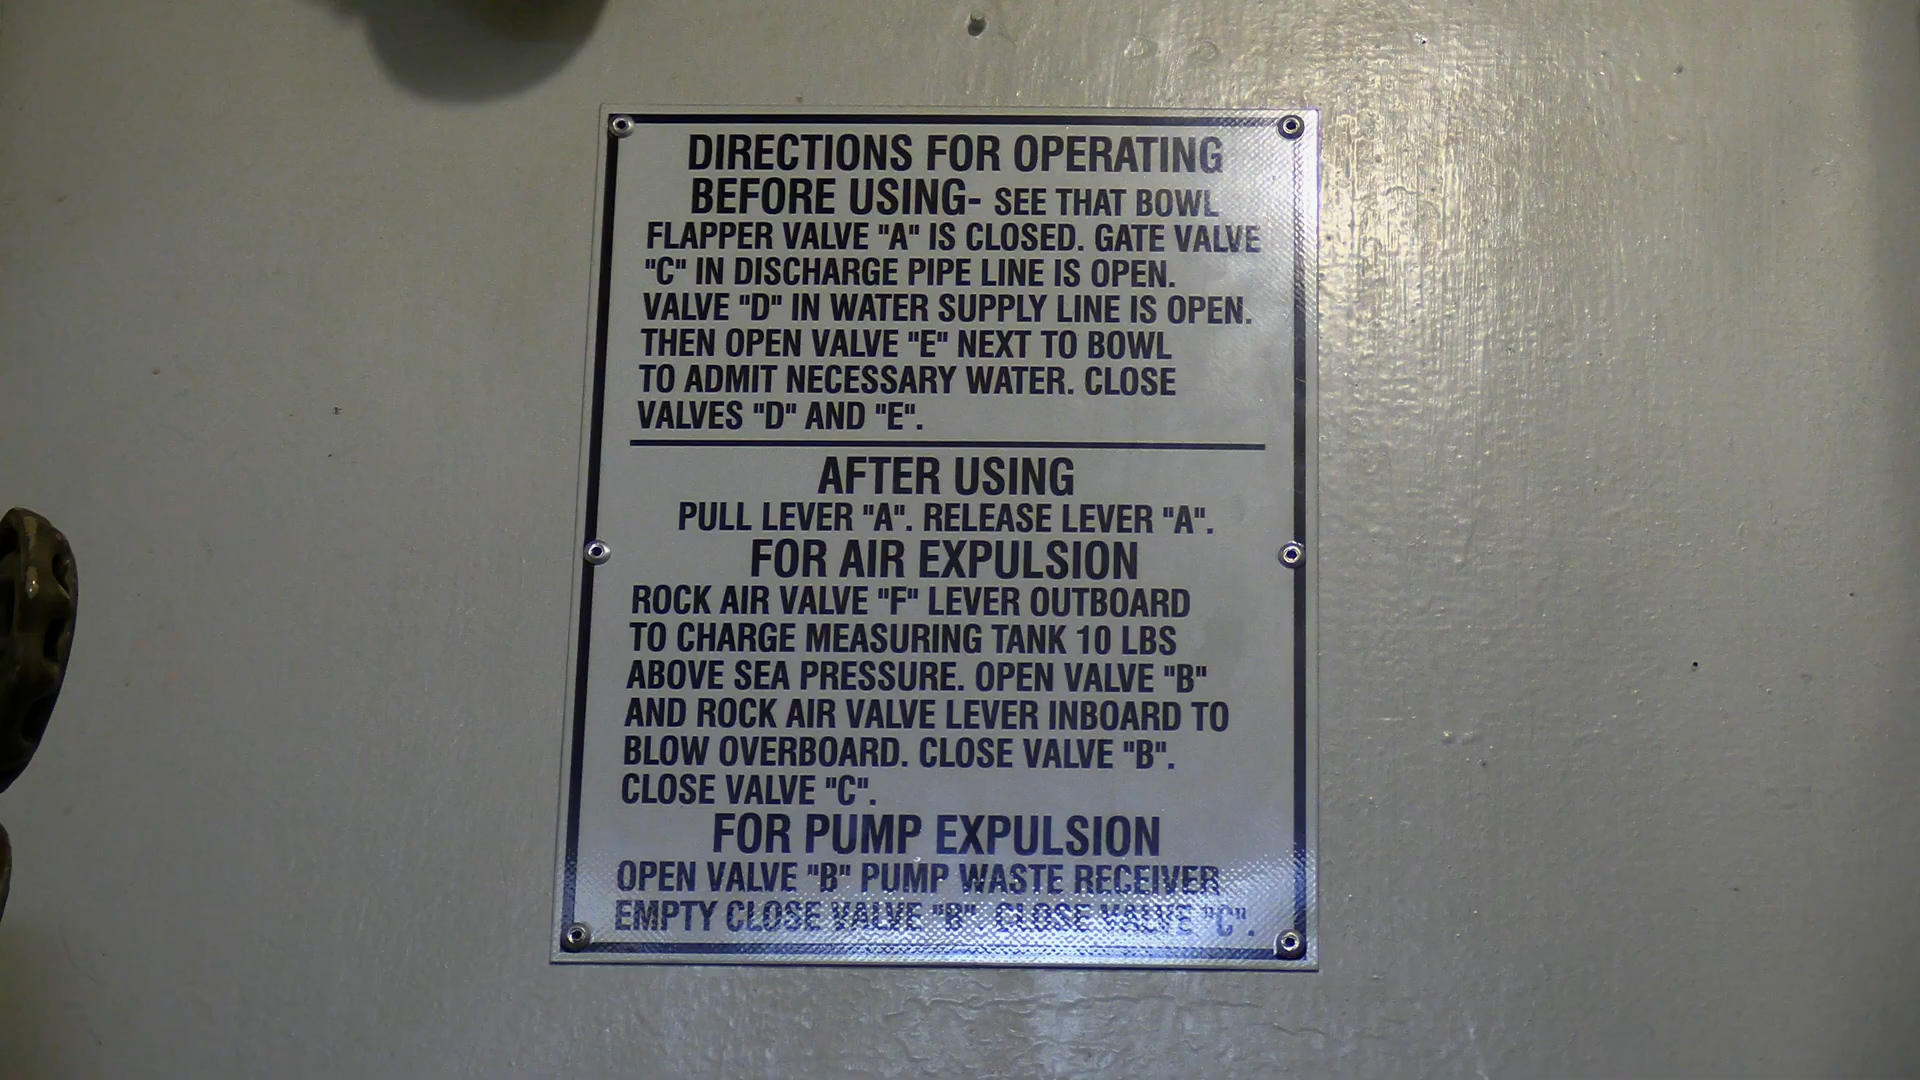 DIRECTIONS FOR OPERATING
BEFORE USING- SEE THAT BOWL
FLAPPER VALVE "A" IS CLOSED. GATE VALVE
"C" IN DISCHARGE PIPE LINE IS OPEN.
VALVE "D" IN WATER SUPPLY LINE IS OPEN.
THEN OPEN VALVE "E" NEXT TO BOWL
TO ADMIT NECESSARY WATER. CLOSE
VALVES "D" AND "E".
AFTER USING
PULL LEVER "A". RELEASE LEVER "A".
FOR AIR EXPULSION
ROCK AIR VALVE "F" LEVER OUTBOARD
TO CHARGE MEASURING TANK 10 LBS
ABOVE SEA PRESSURE. OPEN VALVE "B"
AND ROCK AIR VALVE LEVER INBOARD TO
BLOW OVERBOARD. CLOSE VALVE "B".
CLOSE VALVE "C".
FOR PUMP EXPULSION
OPEN VALVE "B" PUMP WASTE RECEIVER
EMPTY CLOSE VALVE "B". CLOSE VALVE "C".